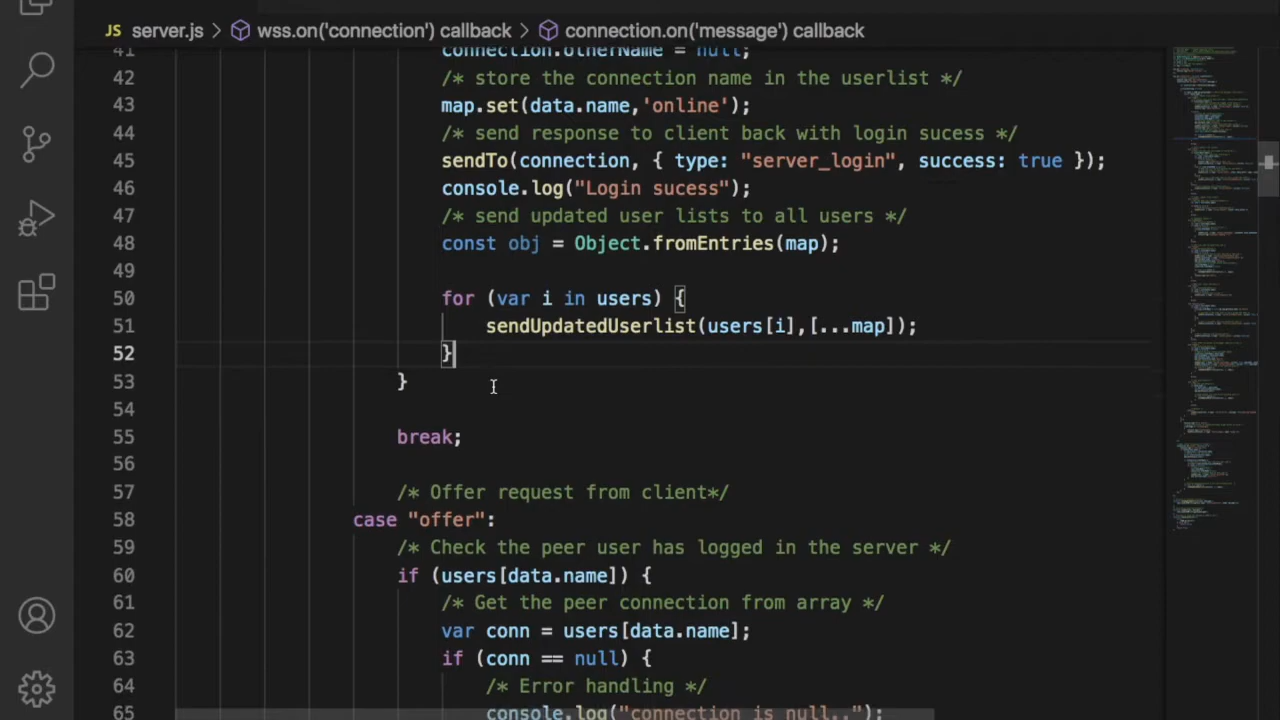 JS server.js > wss.on('connection') callback > connection.on('message') callback
41 connection.otherName = null;
42 /* store the connection name in the userlist */
43 map.set(data.name,'online');
44 /* send response to client back with login sucess */
45 sendTo(connection, { type: "server_login", success: true });
46 console.log("Login sucess");
47 /* send updated user lists to all users */
48 const obj = Object.fromEntries(map);
49
50 for (var i in users) {
51 sendUpdatedUserlist(users[i],[...map]);
52 }
53 }
54
55 break;
56
57 /* Offer request from client*/
58 case "offer":
59 /* Check the peer user has logged in the server */
60 if (users[data.name]) {
61 /* Get the peer connection from array */
62 var conn = users[data.name];
63 if (conn == null) {
64 /* Error handling */
65 console.log("connection is null..");